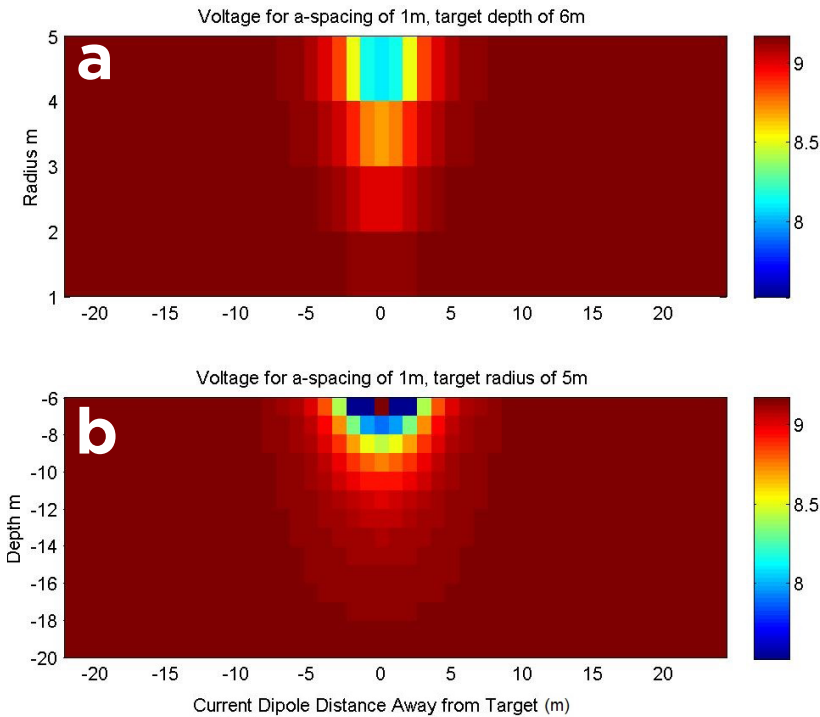 Voltage for a-spacing of 1m, target depth of 6m
a
5
4
3
2
1
Radius m
-20 -15 -10 -5 0 5 10 15 20
9
8.5
8
Voltage for a-spacing of 1m, target radius of 5m
b
-6
-8
-10
-12
-14
-16
-18
-20
Depth m
-20 -15 -10 -5 0 5 10 15 20
9
8.5
8
Current Dipole Distance Away from Target (m)